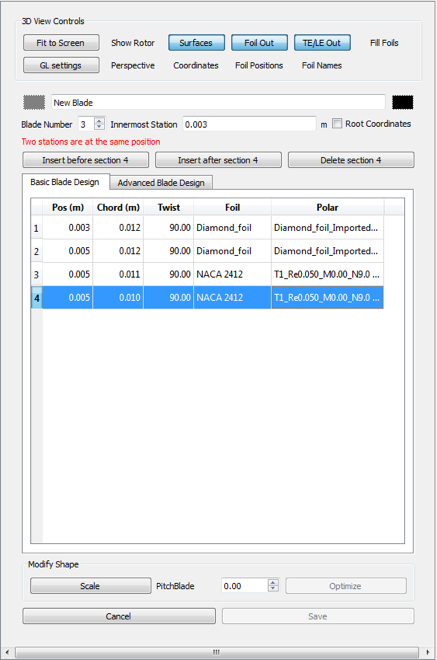 3D View Controls
Fit to Screen Show Rotor Surfaces Foil Out TE/LE Out Fill Foils
GL settings Perspective Coordinates Foil Positions Foil Names
New Blade
Blade Number 3 Innermost Station 0.003 m Root Coordinates
Two stations are at the same position
Insert before section 4 Insert after section 4 Delete section 4
Basic Blade Design Advanced Blade Design
Pos (m) Chord (m) Twist Foil Polar
1 0.003 0.012 90.00 Diamond_foil Diamond_foil_Imported...
2 0.005 0.012 90.00 Diamond_foil Diamond_foil_Imported...
3 0.005 0.011 90.00 NACA 2412 T1_Re0.050_M0.00_N9.0 ...
4 0.005 0.010 90.00 NACA 2412 T1_Re0.050_M0.00_N9.0 ...
Modify Shape
Scale PitchBlade 0.00 Optimize
Cancel Save